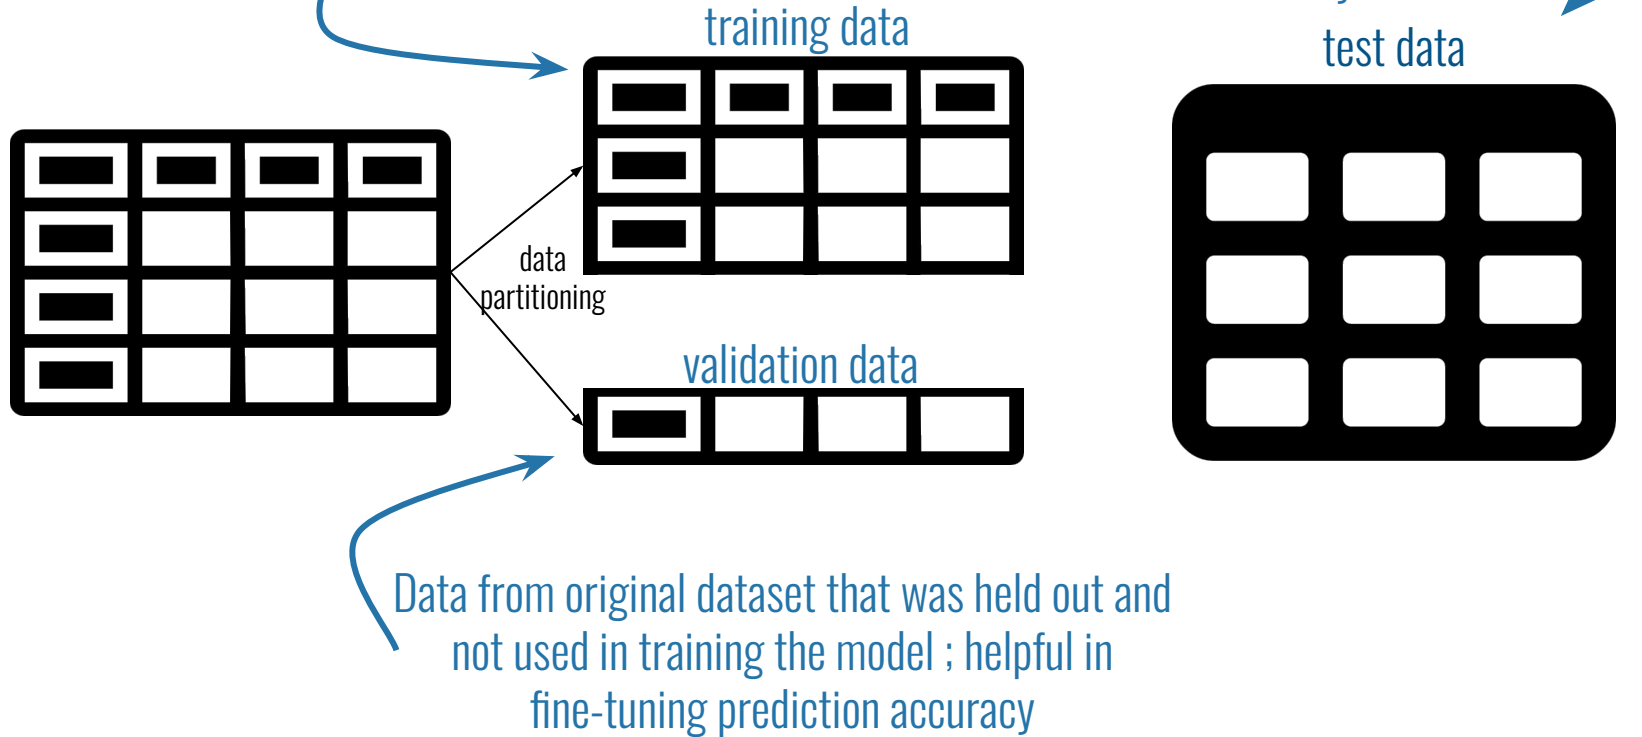 training data
test data
data
partitioning
validation data
Data from original dataset that was held out and
not used in training the model ; helpful in
fine-tuning prediction accuracy